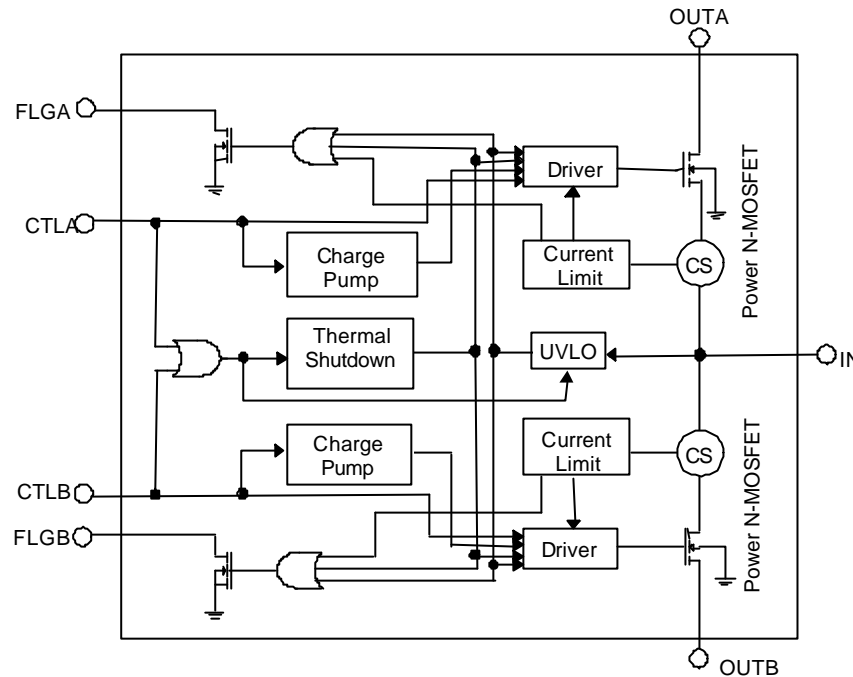 OUTA
FLGA
Driver
CTLA
Charge
Pump
Current
Limit
CS
Power N-MOSFET
Thermal
Shutdown
UVLO
IN
Charge
Pump
Current
Limit
CS
CTLB
FLGB
Driver
Power N-MOSFET
OUTB